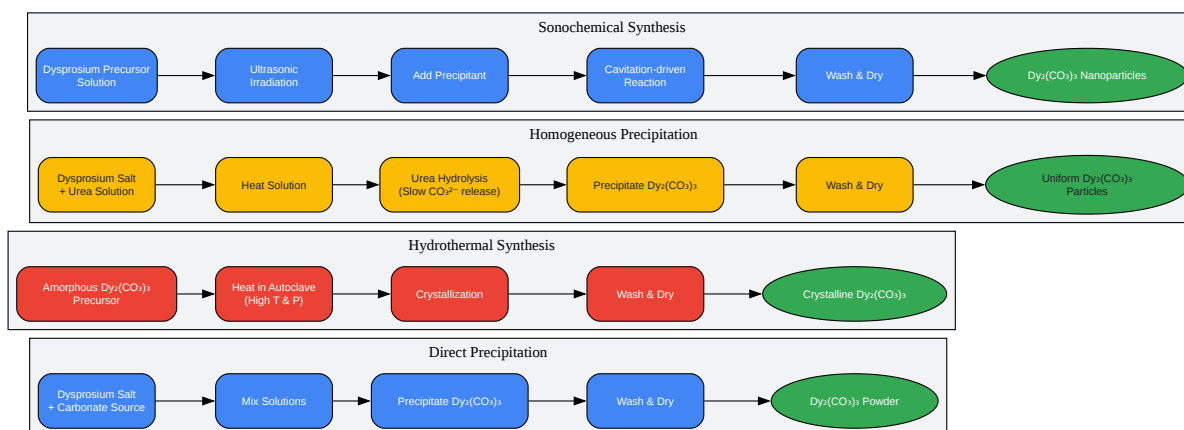 Sonochemical Synthesis
Dysprosium Precursor
Solution
Ultrasonic
Irradiation
Add Precipitant
Cavitation-driven
Reaction
Wash & Dry
Dy₂(CO₃)₃ Nanoparticles
Homogeneous Precipitation
Dysprosium Salt
+ Urea Solution
Heat Solution
Urea Hydrolysis
(Slow CO₃²⁻ release)
Precipitate Dy₂(CO₃)₃
Wash & Dry
Uniform Dy₂(CO₃)₃
Particles
Hydrothermal Synthesis
Amorphous Dy₂(CO₃)₃
Precursor
Heat in Autoclave
(High T & P)
Crystallization
Wash & Dry
Crystalline Dy₂(CO₃)₃
Direct Precipitation
Dysprosium Salt
+ Carbonate Source
Mix Solutions
Precipitate Dy₂(CO₃)₃
Wash & Dry
Dy₂(CO₃)₃ Powder